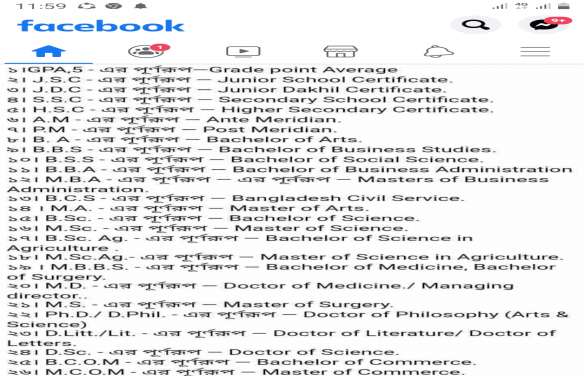 11:59
4G
facebook
9+
1
১।GPA,5 - এর পূর্ণরূপ—Grade point Average
২। J.S.C - এর পূর্ণরূপ — Junior School Certificate.
৩। J.D.C - এর পূর্ণরূপ — Junior Dakhil Certificate.
৪। S.S.C - এর পূর্ণরূপ — Secondary School Certificate.
৫। H.S.C - এর পূর্ণরূপ — Higher Secondary Certificate.
৬। A.M - এর পূর্ণরূপ — Ante Meridian.
৭। P.M - এর পূর্ণরূপ — Post Meridian.
৮। B. A - এর পূর্ণরূপ — Bachelor of Arts.
৯। B.B.S - এর পূর্ণরূপ — Bachelor of Business Studies.
১০। B.S.S - এর পূর্ণরূপ — Bachelor of Social Science.
১১। B.B.A - এর পূর্ণরূপ — Bachelor of Business Administration
১২। M.B.A - এর পূর্ণরূপ — এর পূর্ণরূপ — Masters of Business
Administration.
১৩। B.C.S - এর পূর্ণরূপ — Bangladesh Civil Service.
১৪। M.A. - এর পূর্ণরূপ — Master of Arts.
১৫। B.Sc. - এর পূর্ণরূপ — Bachelor of Science.
১৬। M.Sc. - এর পূর্ণরূপ — Master of Science.
১৭। B.Sc. Ag. - এর পূর্ণরূপ — Bachelor of Science in
Agriculture .
১৮। M.Sc.Ag.- এর পূর্ণরূপ — Master of Science in Agriculture.
১৯ । M.B.B.S. - এর পূর্ণরূপ — Bachelor of Medicine, Bachelor
of Surgery.
২০। M.D. - এর পূর্ণরূপ — Doctor of Medicine./ Managing
director..
২১। M.S. - এর পূর্ণরূপ — Master of Surgery.
২২। Ph.D./ D.Phil. - এর পূর্ণরূপ — Doctor of Philosophy (Arts &
Science)
২৩। D.Litt./Lit. - এর পূর্ণরূপ — Doctor of Literature/ Doctor of
Letters.
২৪। D.Sc. - এর পূর্ণরূপ — Doctor of Science.
২৫। B.C.O.M - এর পূর্ণরূপ — Bachelor of Commerce.
২৬। M.C.O.M - এর পূর্ণরূপ — Master of Commerce.